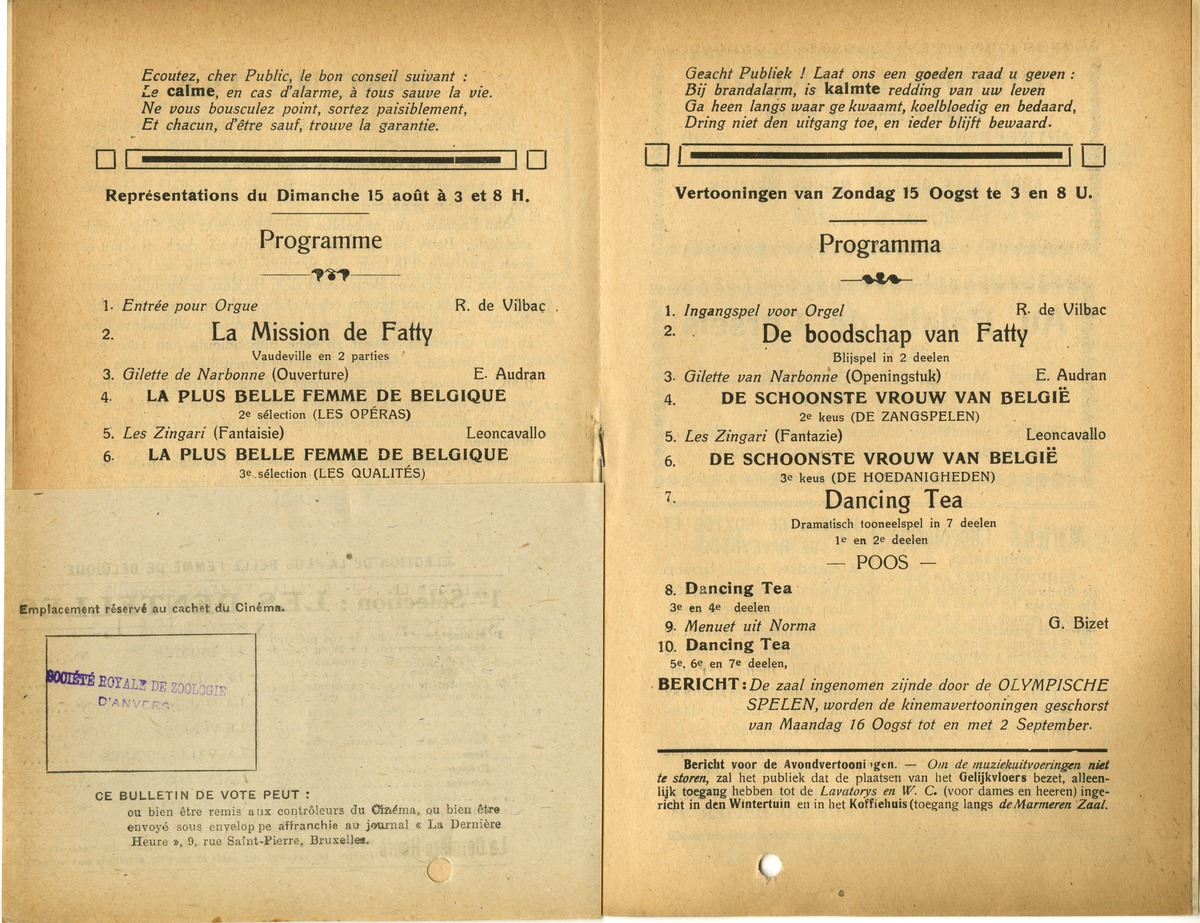 Ecoutez, cher Public, le bon conseil suivant :
Le calme, en cas d'alarme, à tous sauve la vie.
Ne vous bousculez point, sortez paisiblement,
Et chacun, d'être sauf, trouve la garantie.
Représentations du Dimanche 15 août à 3 et 8 H.
Programme
1. Entrée pour Orgue R. de Vilbac
2. La Mission de Fatty
Vaudeville en 2 parties
3. Gilette de Narbonne (Ouverture) E. Audran
4. LA PLUS BELLE FEMME DE BELGIQUE
2e sélection (LES OPÉRAS)
5. Les Zingari (Fantaisie) Leoncavallo
6. LA PLUS BELLE FEMME DE BELGIQUE
3e sélection (LES QUALITÉS)
Emplacement réservé au cachet du Cinéma.
SOCIÉTÉ ROYALE DE ZOOLOGIE
D'ANVERS
CE BULLETIN DE VOTE PEUT :
ou bien être remis aux contrôleurs du Cinéma, ou bien être
envoyé sous enveloppe affranchie au journal « La Dernière
Heure », 9, rue Saint-Pierre, Bruxelles.
Geacht Publiek ! Laat ons een goeden raad u geven :
Bij brandalarm, is kalmte redding van uw leven
Ga heen langs waar ge kwaamt, koelbloedig en bedaard,
Dring niet den uitgang toe, en ieder blijft bewaard.
Vertooningen van Zondag 15 Oogst te 3 en 8 U.
Programma
1. Ingangspel voor Orgel R. de Vilbac
2. De boodschap van Fatty
Blijspel in 2 deelen
3. Gilette van Narbonne (Openingstuk) E. Audran
4. DE SCHOONSTE VROUW VAN BELGIË
2e keus (DE ZANGSPELEN)
5. Les Zingari (Fantazie) Leoncavallo
6. DE SCHOONSTE VROUW VAN BELGIË
3e keus (DE HOEDANIGHEDEN)
7. Dancing Tea
Dramatisch tooneelspel in 7 deelen
1e en 2e deelen
— POOS —
8. Dancing Tea
3e en 4e deelen
9. Menuet uit Norma G. Bizet
10. Dancing Tea
5e. 6e en 7e deelen,
BERICHT: De zaal ingenomen zijnde door de OLYMPISCHE
SPELEN, worden de kinemavertooningen geschorst
van Maandag 16 Oogst tot en met 2 September.
Bericht voor de Avondvertooningen. — Om de muziekuitvoeringen niet
te storen, zal het publiek dat de plaatsen van het Gelijkvloers bezet, alleen-
lijk toegang hebben tot de Lavatorys en W. C. (voor dames en heeren) inge-
richt in den Wintertuin en in het Koffiehuis (toegang langs de Marmeren Zaal.